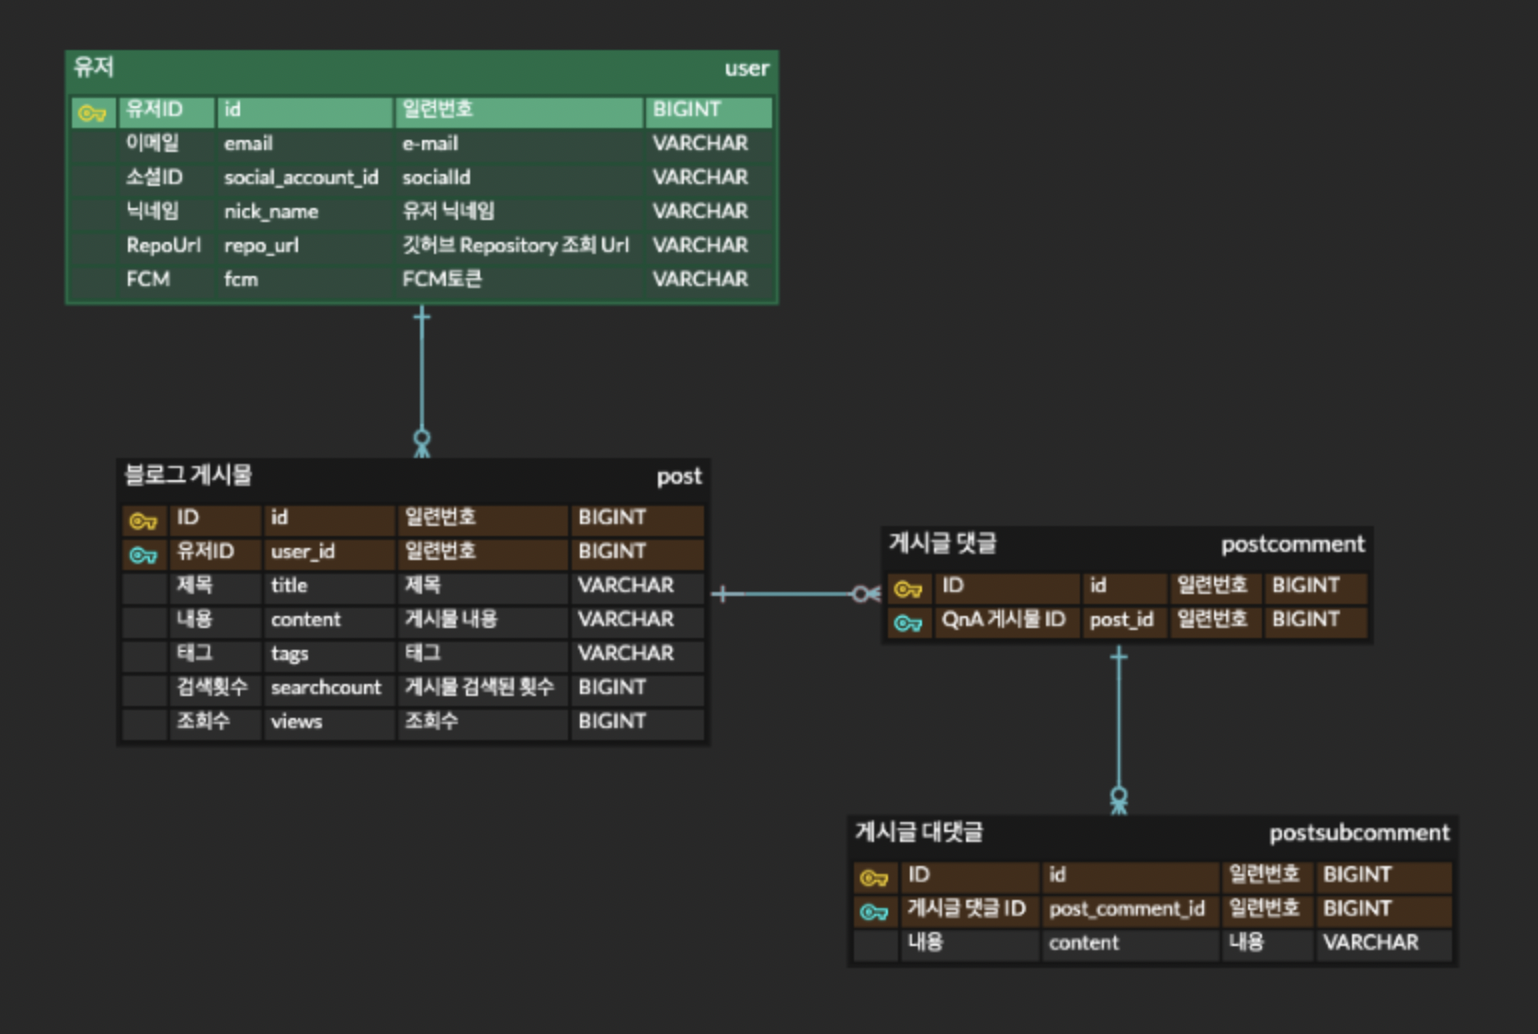 유저 user
유저ID id 일련번호 BIGINT
이메일 email e-mail VARCHAR
소셜ID social_account_id socialId VARCHAR
닉네임 nick_name 유저 닉네임 VARCHAR
RepoUrl repo_url 깃허브 Repository 조회 Url VARCHAR
FCM fcm FCM토큰 VARCHAR
블로그 게시물 post
ID id 일련번호 BIGINT
유저ID user_id 일련번호 BIGINT
제목 title 제목 VARCHAR
내용 content 게시물 내용 VARCHAR
태그 tags 태그 VARCHAR
검색횟수 searchcount 게시물 검색된 횟수 BIGINT
조회수 views 조회수 BIGINT
게시글 댓글 postcomment
ID id 일련번호 BIGINT
QnA 게시물 ID post_id 일련번호 BIGINT
게시글 대댓글 postsubcomment
ID id 일련번호 BIGINT
게시글 댓글 ID post_comment_id 일련번호 BIGINT
내용 content 내용 VARCHAR